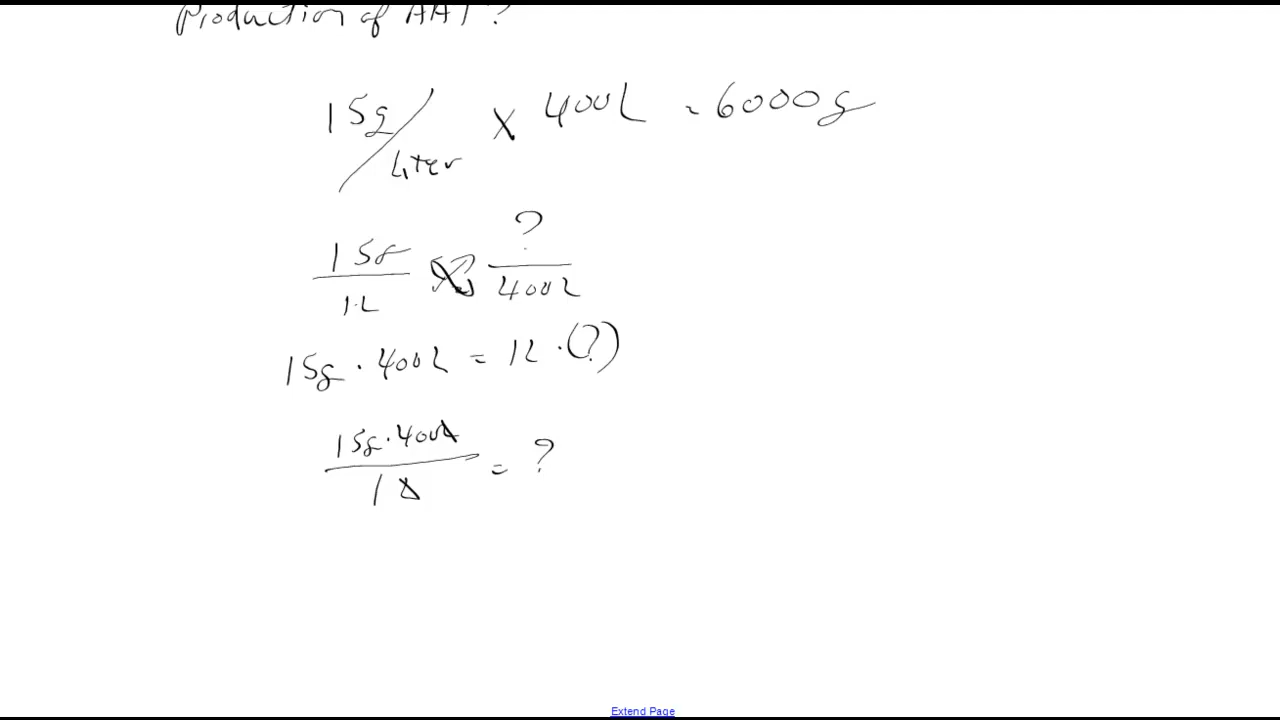 Production of AAT?
15g/Liter x 400L = 6000g
15g/1L ?/400L
15g · 400L = 1L · (?)
15g · 400L/1L = ?
Extend Page